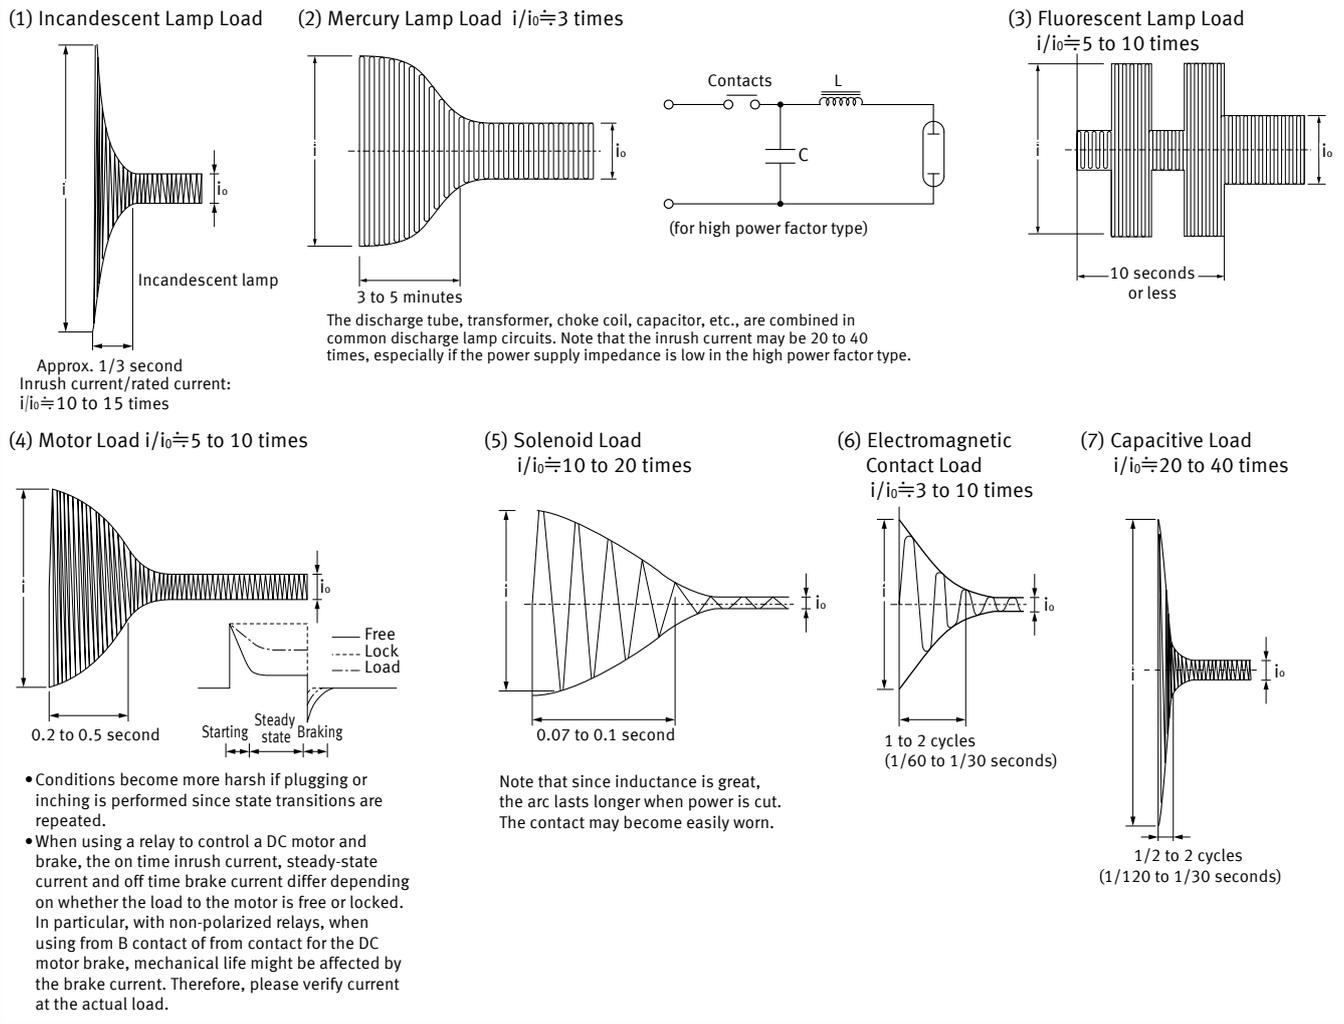 (1) Incandescent Lamp Load
i
i₀
Incandescent lamp
Approx. 1/3 second
Inrush current/rated current:
i/i₀≒10 to 15 times
(2) Mercury Lamp Load  i/i₀≒3 times
i
i₀
3 to 5 minutes
Contacts
L
C
(for high power factor type)
The discharge tube, transformer, choke coil, capacitor, etc., are combined in
common discharge lamp circuits. Note that the inrush current may be 20 to 40
times, especially if the power supply impedance is low in the high power factor type.
(3) Fluorescent Lamp Load
i/i₀≒5 to 10 times
i
i₀
10 seconds
or less
(4) Motor Load i/i₀≒5 to 10 times
i
i₀
0.2 to 0.5 second
Free
Lock
Load
Starting
Steady
state
Braking
•Conditions become more harsh if plugging or
inching is performed since state transitions are
repeated.
•When using a relay to control a DC motor and
brake, the on time inrush current, steady-state
current and off time brake current differ depending
on whether the load to the motor is free or locked.
In particular, with non-polarized relays, when
using from B contact of from contact for the DC
motor brake, mechanical life might be affected by
the brake current. Therefore, please verify current
at the actual load.
(5) Solenoid Load
i/i₀≒10 to 20 times
i
i₀
0.07 to 0.1 second
Note that since inductance is great,
the arc lasts longer when power is cut.
The contact may become easily worn.
(6) Electromagnetic
Contact Load
i/i₀≒3 to 10 times
i
i₀
1 to 2 cycles
(1/60 to 1/30 seconds)
(7) Capacitive Load
i/i₀≒20 to 40 times
i
i₀
1/2 to 2 cycles
(1/120 to 1/30 seconds)